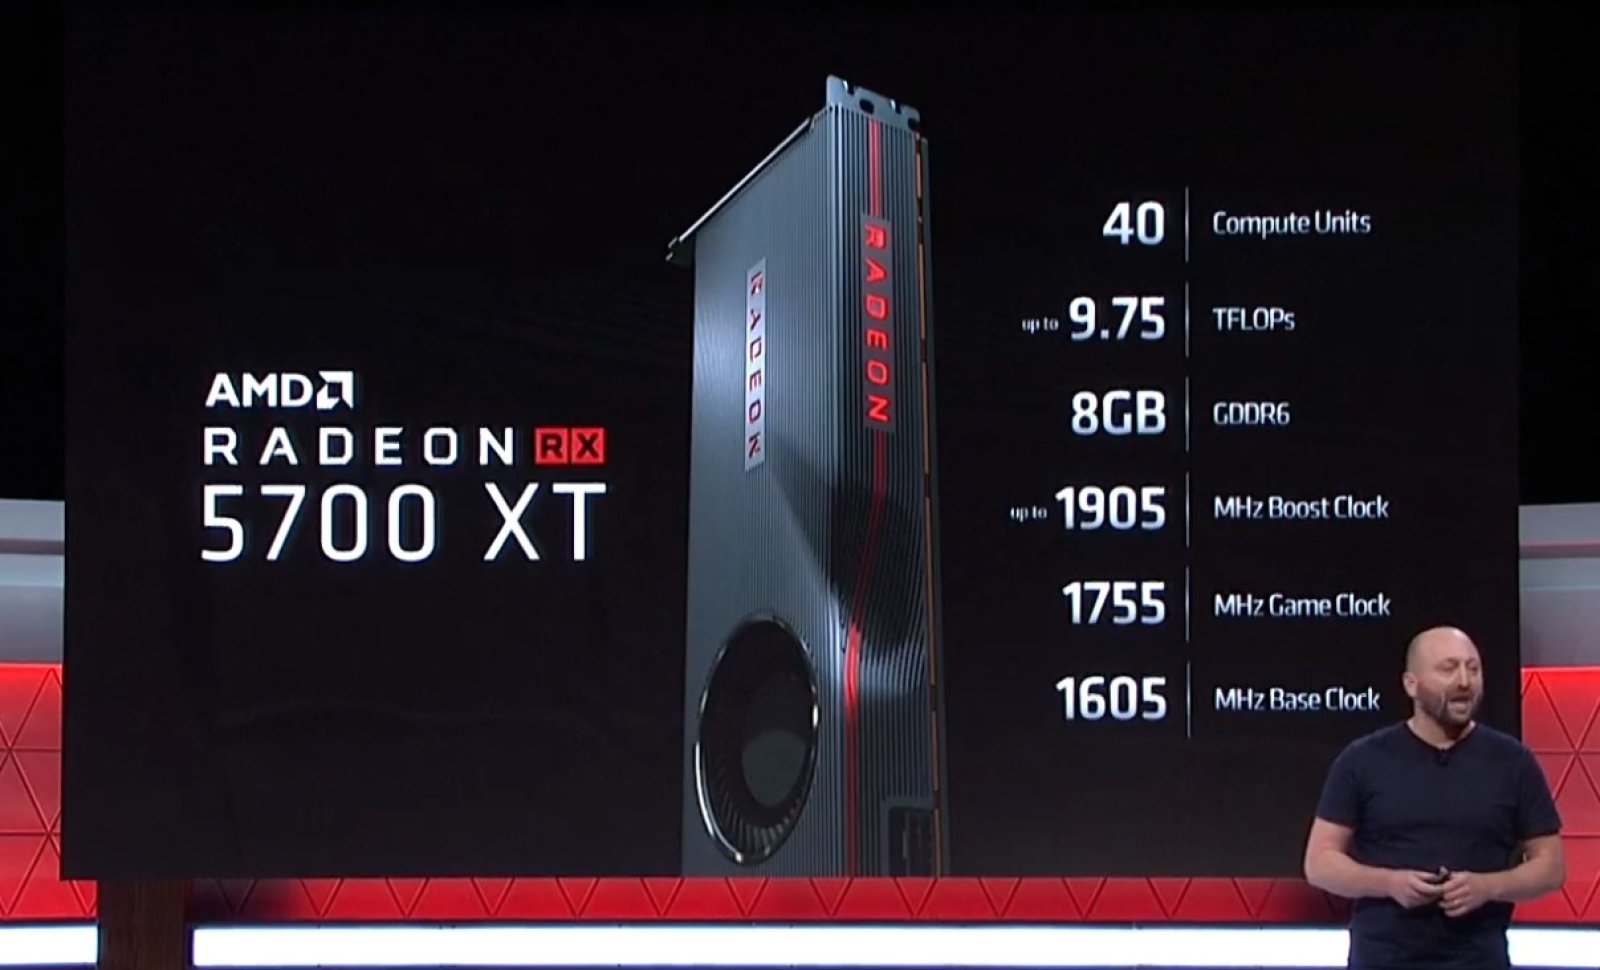 AMD
RADEON RX
5700 XT
RADEON
RADEON
40 Compute Units
up to 9.75 TFLOPs
8GB GDDR6
up to 1905 MHz Boost Clock
1755 MHz Game Clock
1605 MHz Base Clock